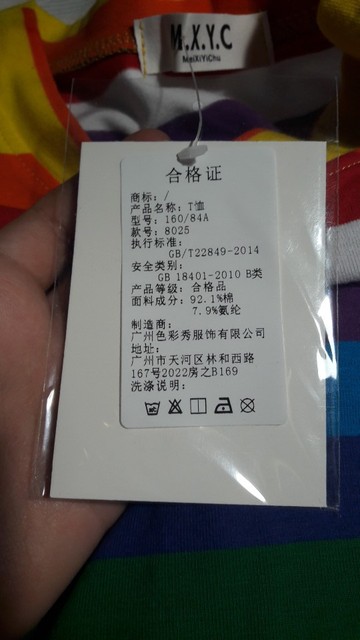 M.X.Y.C
MeiXiYiChu
合格证
商标：/
产品名称：T恤
型号：160/84A
款号：8025
执行标准：
GB/T22849-2014
安全类别：
GB 18401-2010 B类
产品等级：合格品
面料成分：92.1%棉
7.9%氨纶
制造商：
广州色彩秀服饰有限公司
地址：
广州市天河区林和西路
167号2022房之B169
洗涤说明：